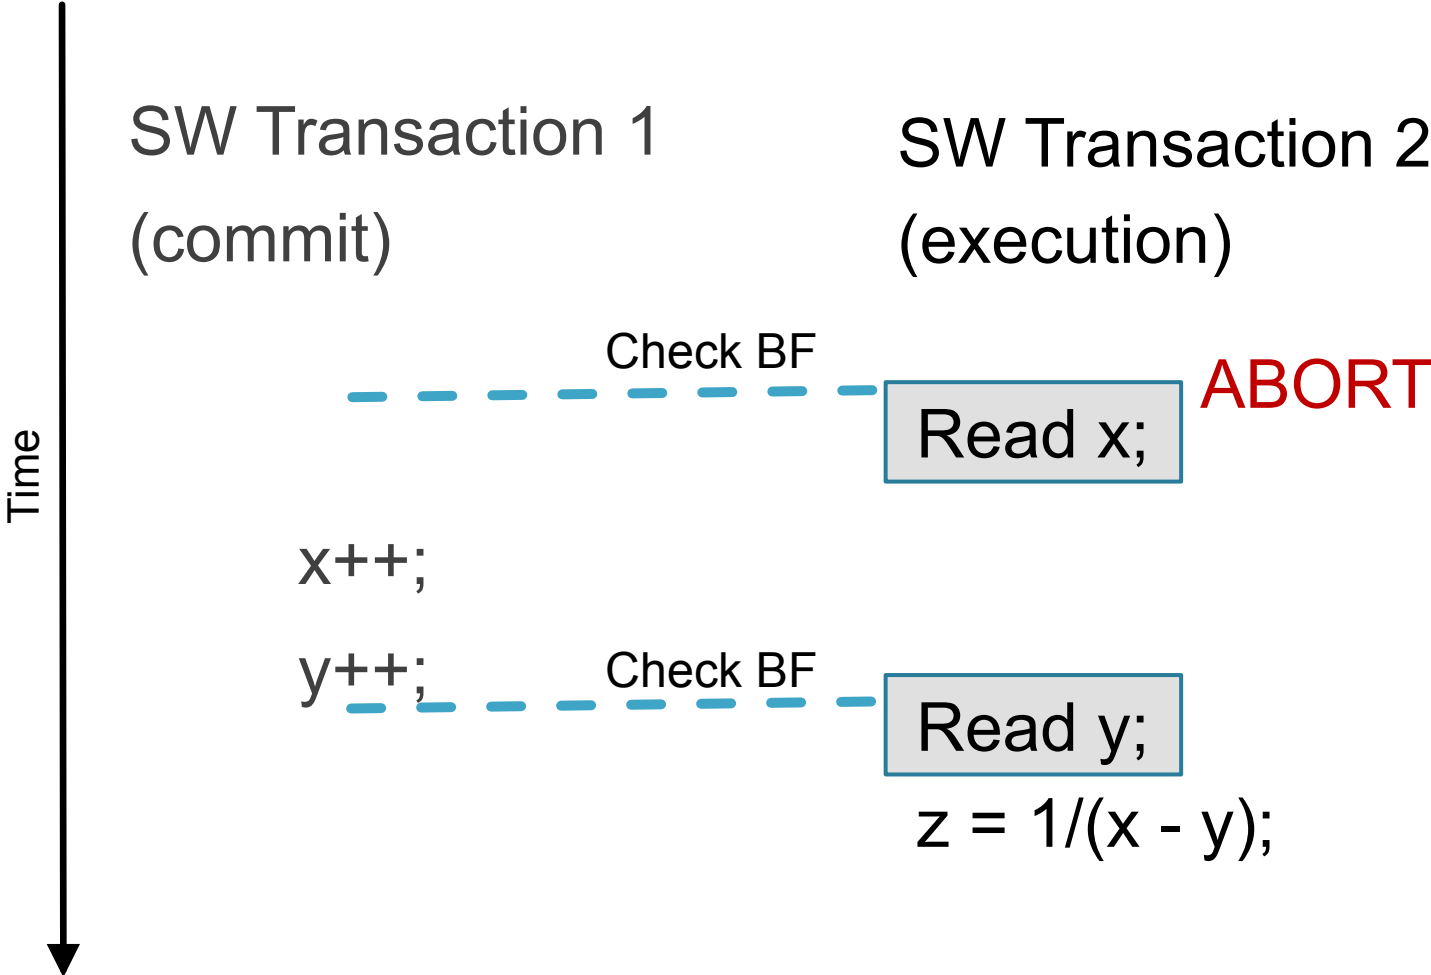 SW Transaction 1
(commit)
SW Transaction 2
(execution)
Time
Check BF
ABORT
Read x;
x++;
y++;
Check BF
Read y;
z = 1/(x - y);